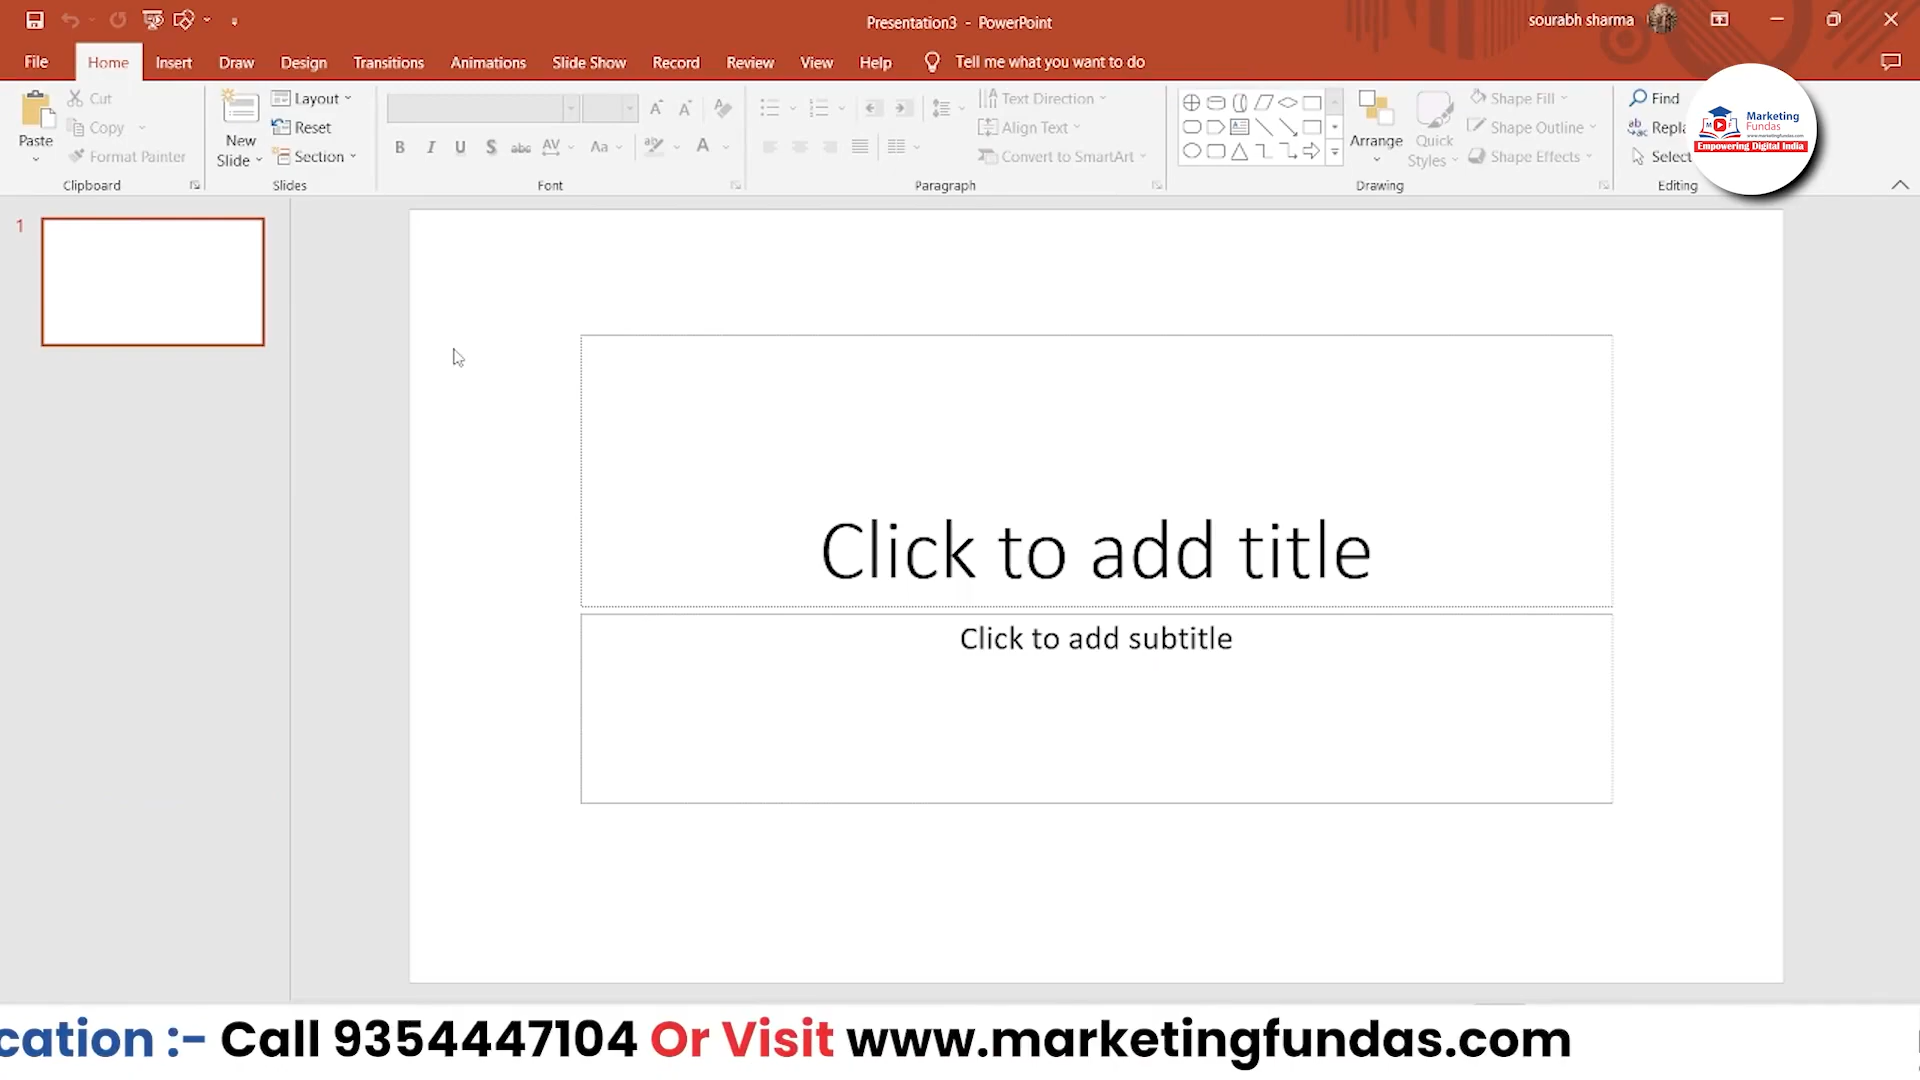 Presentation3 - PowerPoint
sourabh sharma
File Home Insert Draw Design Transitions Animations Slide Show Record Review View Help Tell me what you want to do
Paste
Cut
Copy
Format Painter
Clipboard
New Slide
Layout
Reset
Section
Slides
Font
Text Direction
Align Text
Convert to SmartArt
Paragraph
Arrange
Quick Styles
Shape Fill
Shape Outline
Shape Effects
Drawing
Find
Repla
Select
Editing
Marketing
Fundas
www.marketingfundas.com
Empowering Digital India
1
Click to add title
Click to add subtitle
cation :- Call 9354447104 Or Visit www.marketingfundas.com